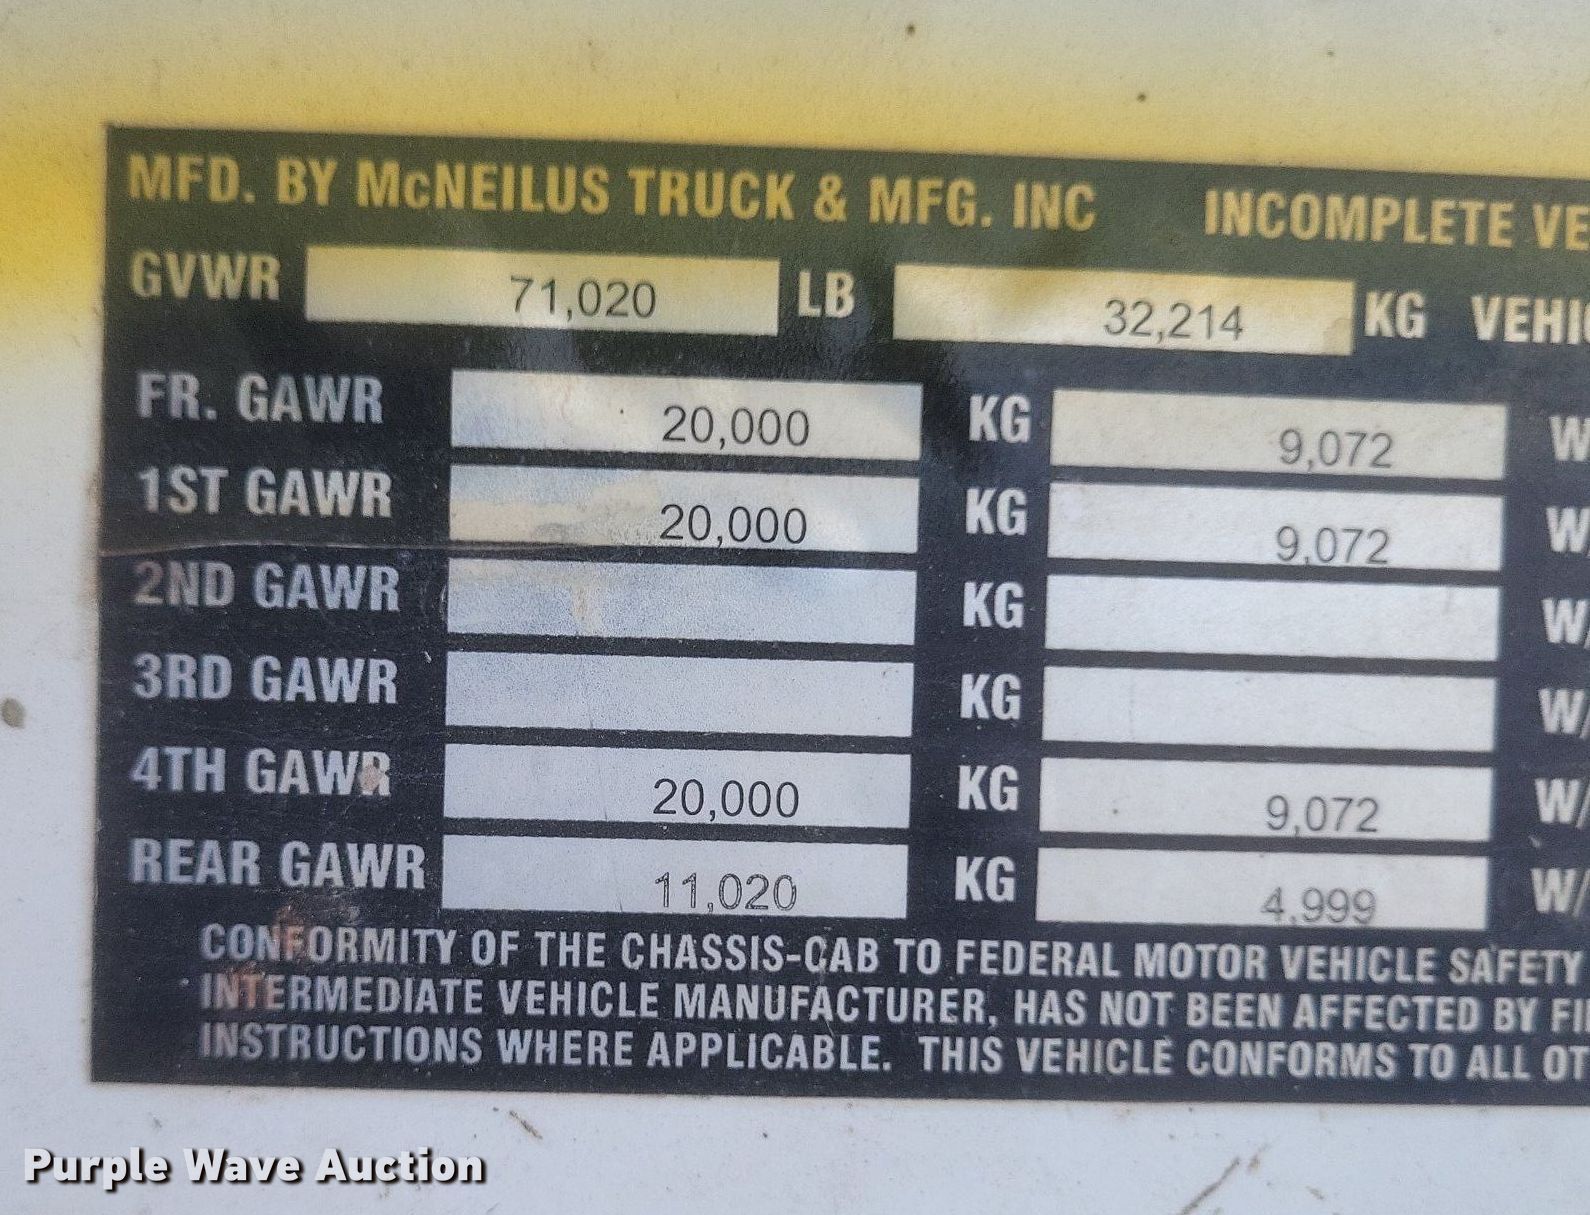 MFD. BY McNEILUS TRUCK & MFG. INC INCOMPLETE VE
GVWR 71,020 LB 32,214 KG VEHIC
FR. GAWR 20,000 KG 9,072 W
1ST GAWR 20,000 KG 9,072 W
2ND GAWR KG W/
3RD GAWR KG W/
4TH GAWR 20,000 KG 9,072 W/
REAR GAWR 11,020 KG 4,999 W/
CONFORMITY OF THE CHASSIS-CAB TO FEDERAL MOTOR VEHICLE SAFETY
INTERMEDIATE VEHICLE MANUFACTURER, HAS NOT BEEN AFFECTED BY FI
INSTRUCTIONS WHERE APPLICABLE. THIS VEHICLE CONFORMS TO ALL OT
Purple Wave Auction